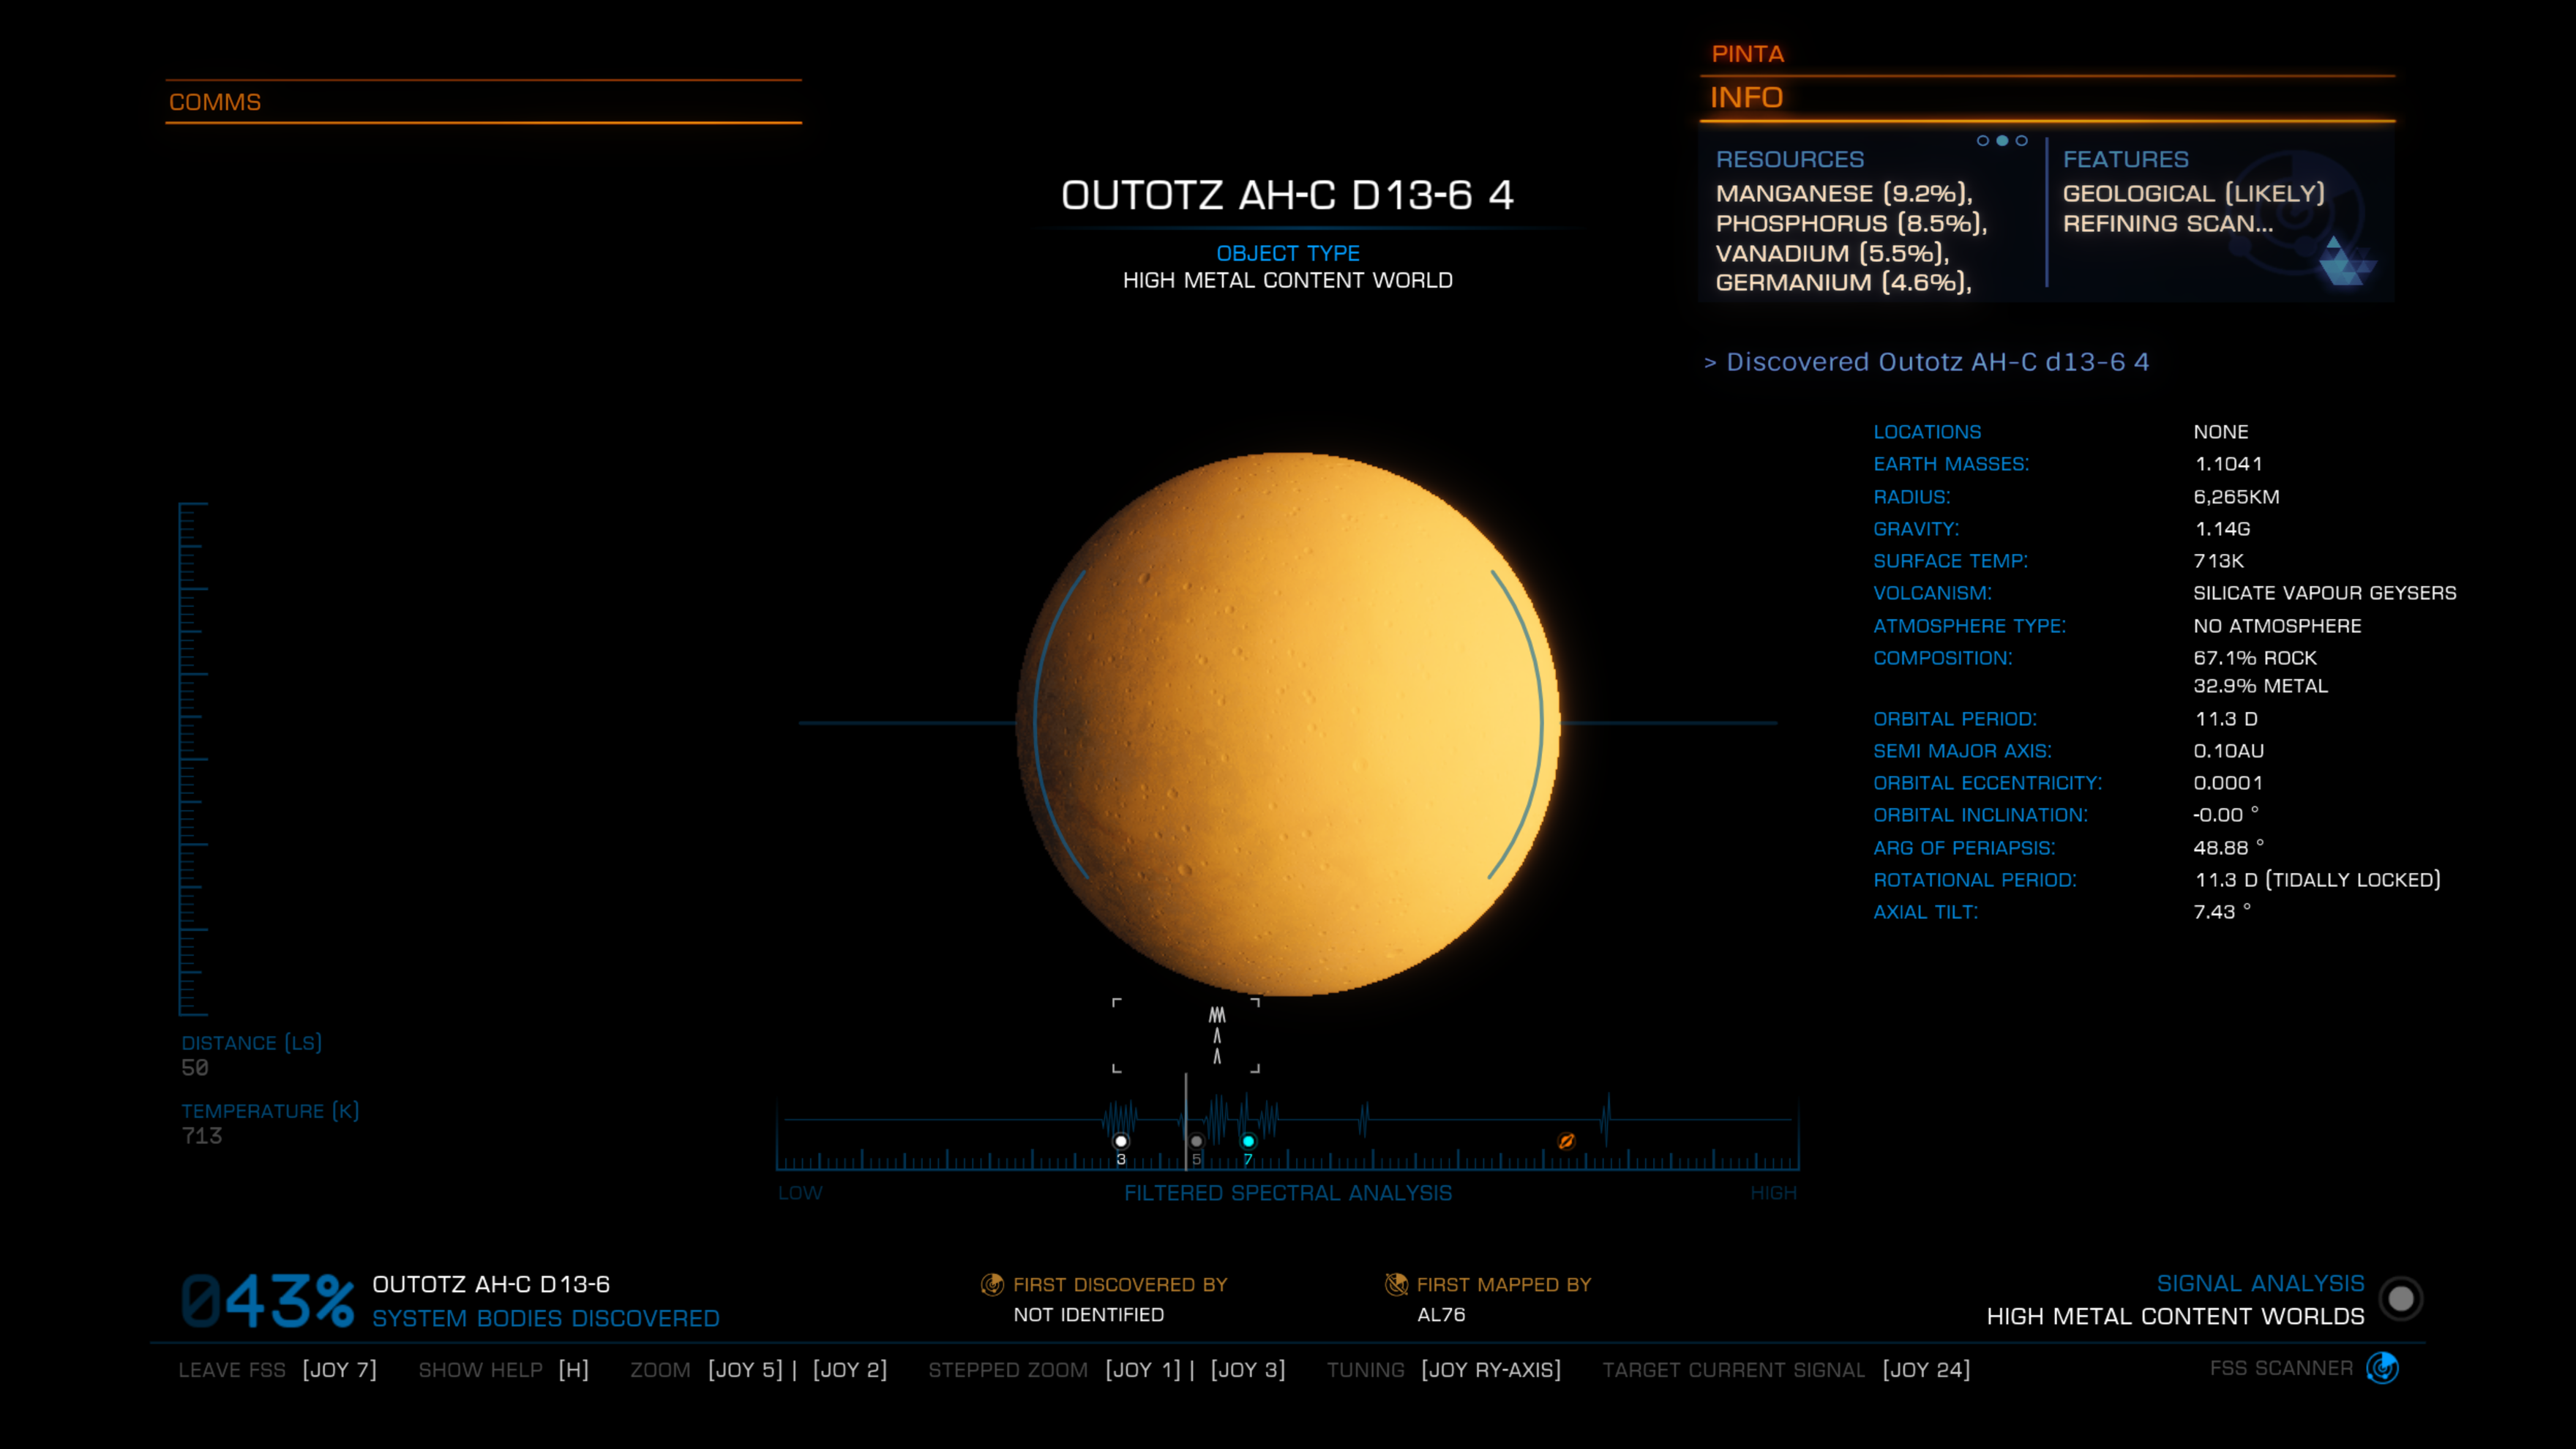 PINTA
COMMS
INFO
RESOURCES
MANGANESE (9.2%),
PHOSPHORUS (8.5%),
VANADIUM (5.5%),
GERMANIUM (4.6%),
FEATURES
GEOLOGICAL (LIKELY)
REFINING SCAN...
OUTOTZ AH-C D13-6 4
OBJECT TYPE
HIGH METAL CONTENT WORLD
> Discovered Outotz AH-C d13-6 4
LOCATIONS NONE
EARTH MASSES: 1.1041
RADIUS: 6,265KM
GRAVITY: 1.14G
SURFACE TEMP: 713K
VOLCANISM: SILICATE VAPOUR GEYSERS
ATMOSPHERE TYPE: NO ATMOSPHERE
COMPOSITION: 67.1% ROCK
32.9% METAL
ORBITAL PERIOD: 11.3 D
SEMI MAJOR AXIS: 0.10AU
ORBITAL ECCENTRICITY: 0.0001
ORBITAL INCLINATION: -0.00 °
ARG OF PERIAPSIS: 48.88 °
ROTATIONAL PERIOD: 11.3 D (TIDALLY LOCKED)
AXIAL TILT: 7.43 °
DISTANCE (LS)
50
TEMPERATURE (K)
713
3 5 7
LOW FILTERED SPECTRAL ANALYSIS HIGH
043% OUTOTZ AH-C D13-6
SYSTEM BODIES DISCOVERED
FIRST DISCOVERED BY
NOT IDENTIFIED
FIRST MAPPED BY
AL76
SIGNAL ANALYSIS
HIGH METAL CONTENT WORLDS
LEAVE FSS [JOY 7] SHOW HELP [H] ZOOM [JOY 5] | [JOY 2] STEPPED ZOOM [JOY 1] | [JOY 3] TUNING [JOY RY-AXIS] TARGET CURRENT SIGNAL [JOY 24] FSS SCANNER